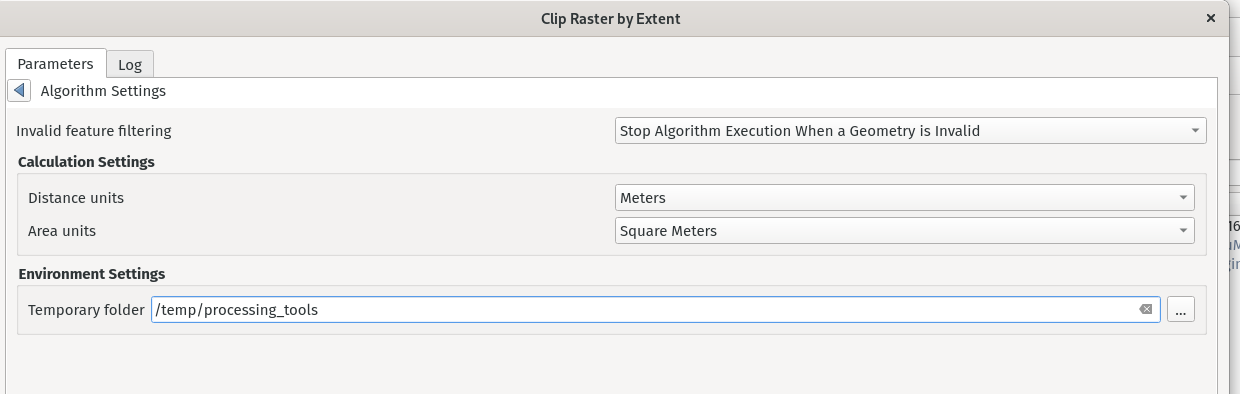 Clip Raster by Extent
Parameters
Log
Algorithm Settings
Invalid feature filtering
Stop Algorithm Execution When a Geometry is Invalid
Calculation Settings
Distance units
Meters
Area units
Square Meters
Environment Settings
Temporary folder
/temp/processing_tools
...